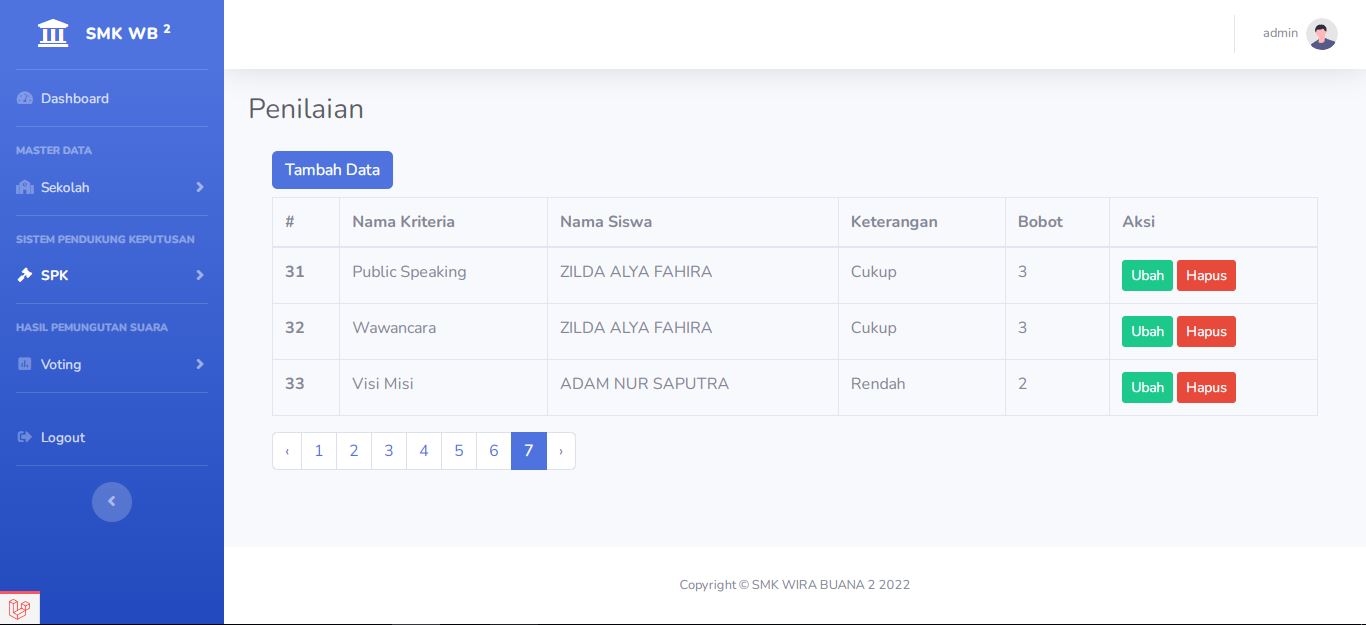 SMK WB 2
admin
Dashboard
MASTER DATA
Sekolah
SISTEM PENDUKUNG KEPUTUSAN
SPK
HASIL PEMUNGUTAN SUARA
Voting
Logout
Penilaian
Tambah Data
# Nama Kriteria Nama Siswa Keterangan Bobot Aksi
31 Public Speaking ZILDA ALYA FAHIRA Cukup 3 Ubah Hapus
32 Wawancara ZILDA ALYA FAHIRA Cukup 3 Ubah Hapus
33 Visi Misi ADAM NUR SAPUTRA Rendah 2 Ubah Hapus
‹ 1 2 3 4 5 6 7 ›
Copyright © SMK WIRA BUANA 2 2022